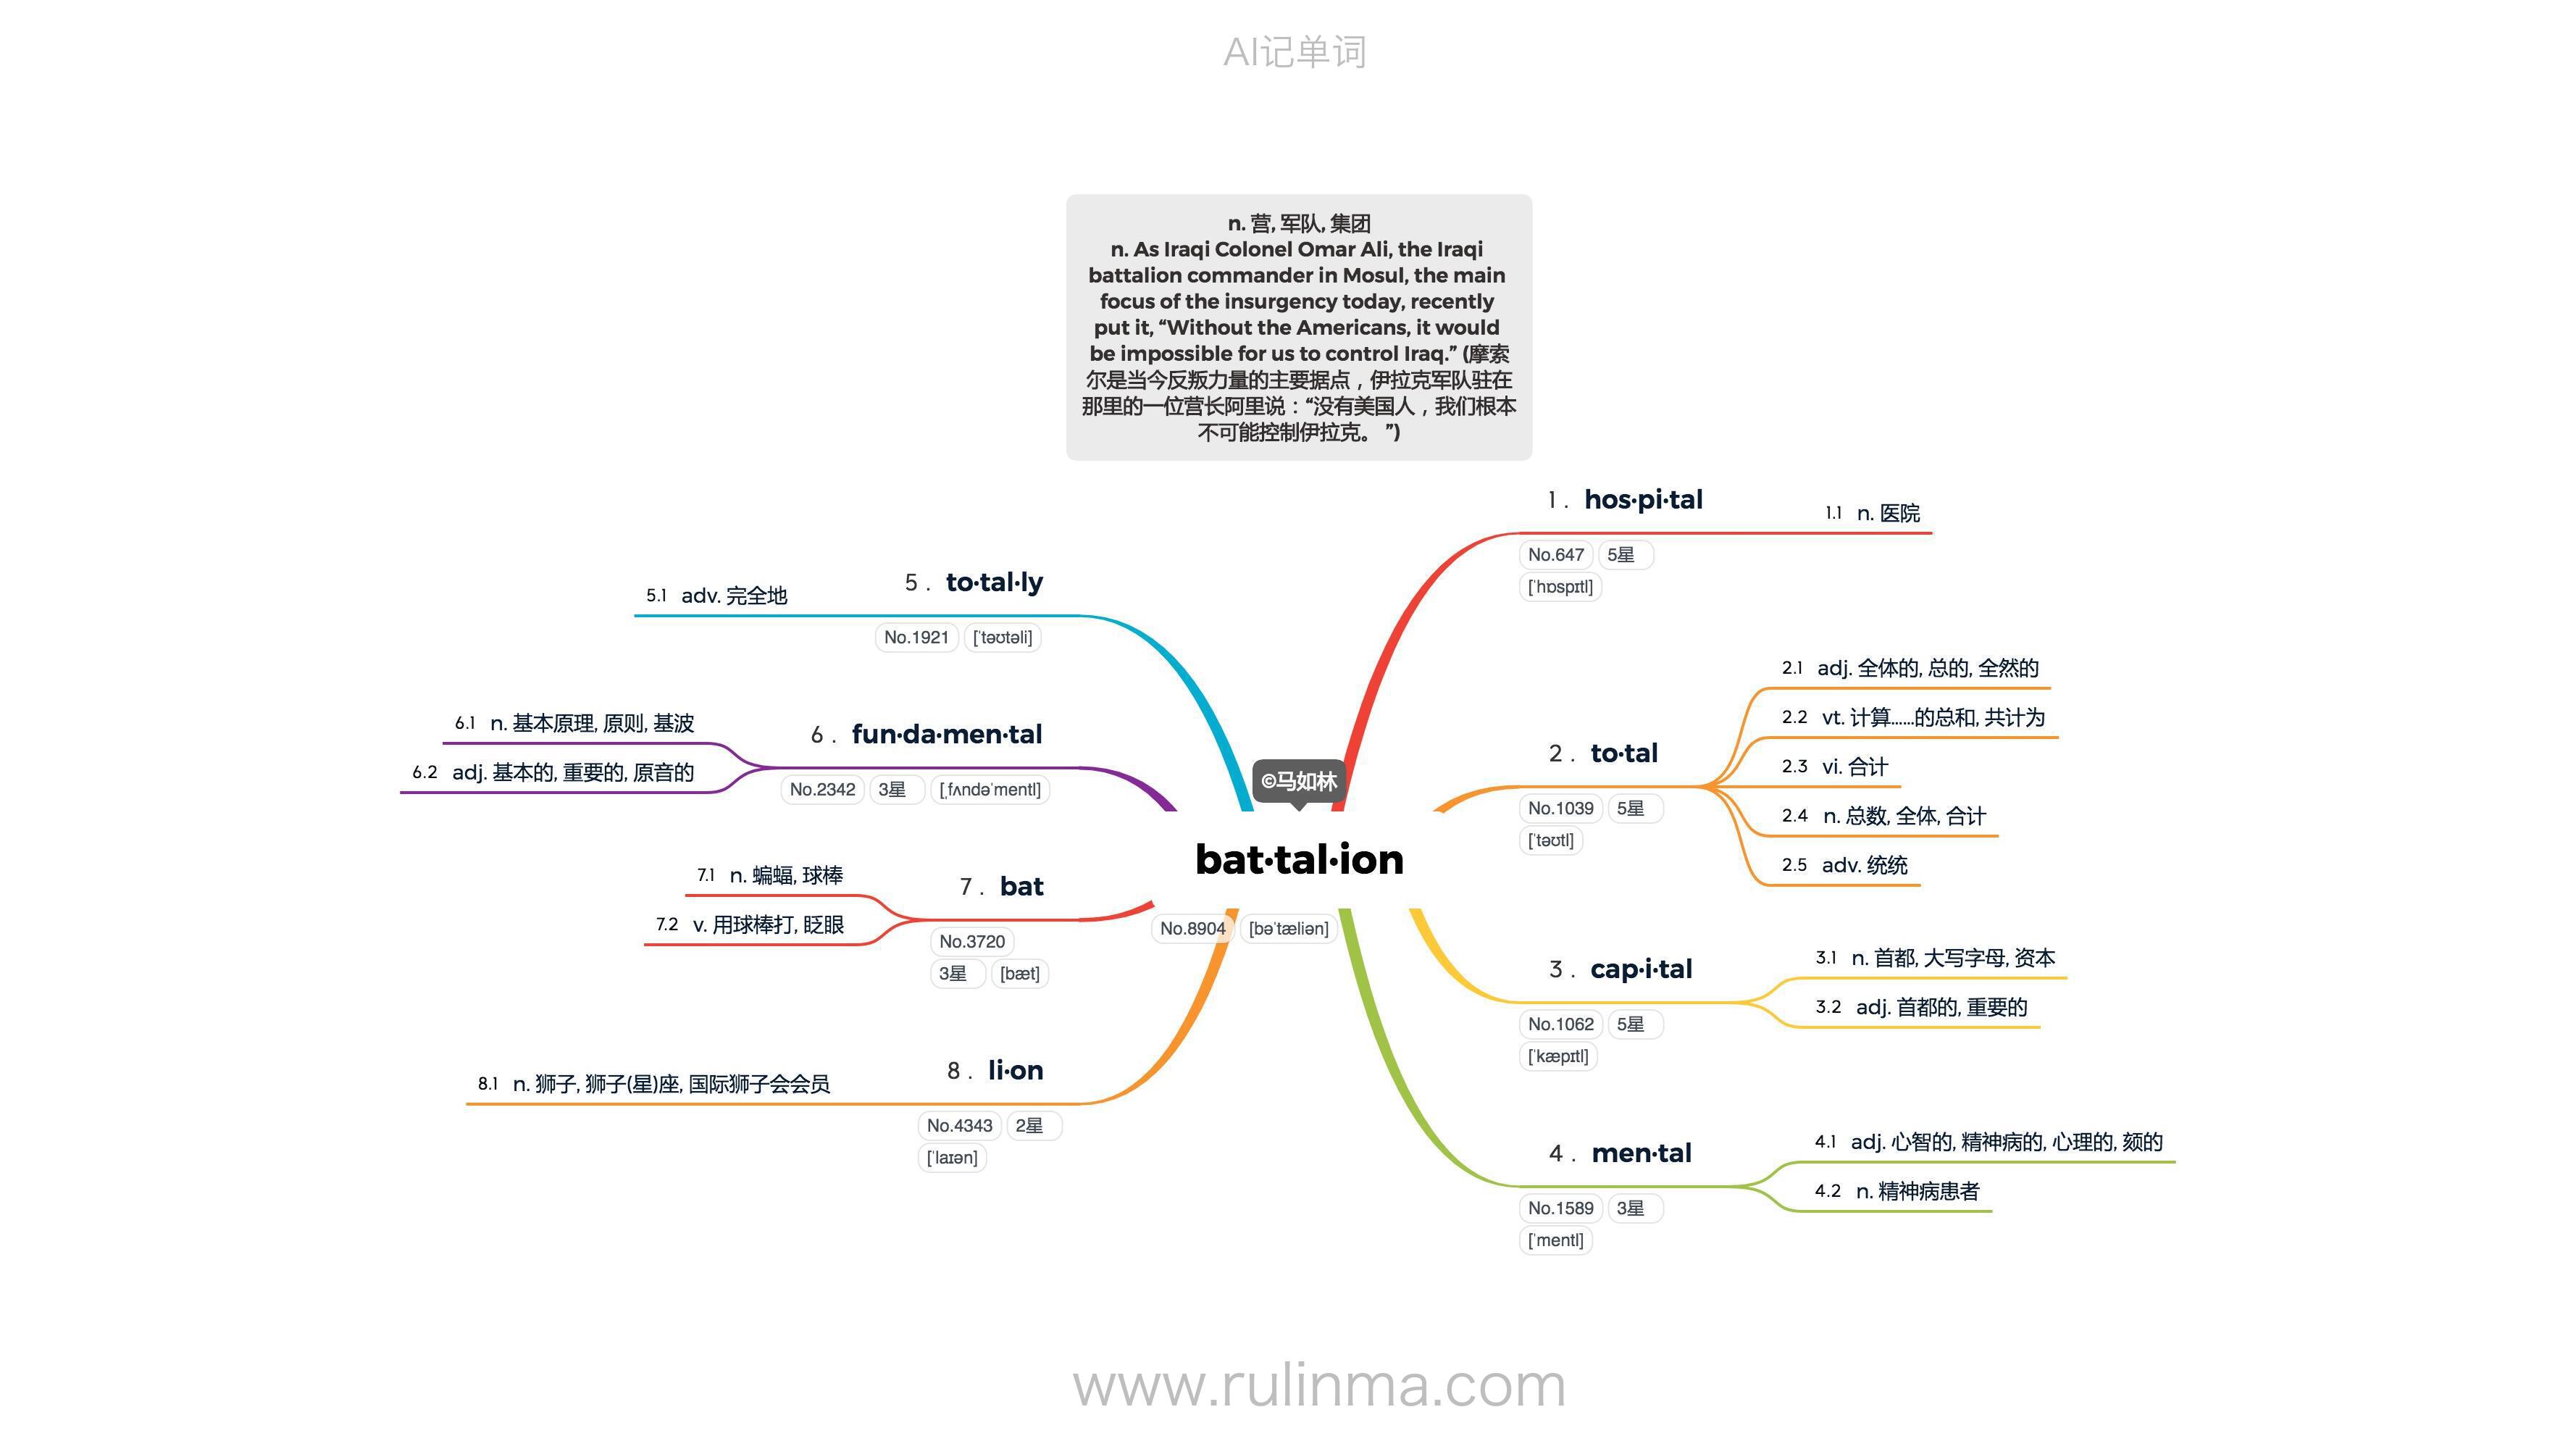 AI记单词
n. 营, 军队, 集团
n. As Iraqi Colonel Omar Ali, the Iraqi
battalion commander in Mosul, the main
focus of the insurgency today, recently
put it, “Without the Americans, it would
be impossible for us to control Iraq.” (摩索
尔是当今反叛力量的主要据点，伊拉克军队驻在
那里的一位营长阿里说：“没有美国人，我们根本
不可能控制伊拉克。 ”)
©马如林
bat·tal·ion
No.8904 [bəˈtæliən]
1 . hos·pi·tal
No.647 5星
[ˈhɒspɪtl]
1.1 n. 医院
2 . to·tal
No.1039 5星
[ˈtəʊtl]
2.1 adj. 全体的, 总的, 全然的
2.2 vt. 计算……的总和, 共计为
2.3 vi. 合计
2.4 n. 总数, 全体, 合计
2.5 adv. 统统
3 . cap·i·tal
No.1062 5星
[ˈkæpɪtl]
3.1 n. 首都, 大写字母, 资本
3.2 adj. 首都的, 重要的
4 . men·tal
No.1589 3星
[ˈmentl]
4.1 adj. 心智的, 精神病的, 心理的, 颏的
4.2 n. 精神病患者
5 . to·tal·ly
No.1921 [ˈtəʊtəli]
5.1 adv. 完全地
6 . fun·da·men·tal
No.2342 3星 [ˌfʌndəˈmentl]
6.1 n. 基本原理, 原则, 基波
6.2 adj. 基本的, 重要的, 原音的
7 . bat
No.3720
3星 [bæt]
7.1 n. 蝙蝠, 球棒
7.2 v. 用球棒打, 眨眼
8 . li·on
No.4343 2星
[ˈlaɪən]
8.1 n. 狮子, 狮子(星)座, 国际狮子会会员
www.rulinma.com